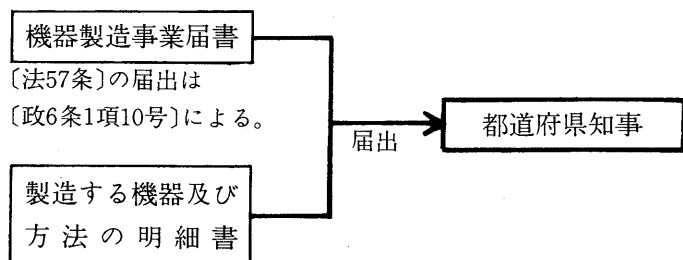 機器製造事業届書
〔法57条〕の届出は
〔政6条1項10号〕による。
製造する機器及び
方法の明細書
届出
都道府県知事